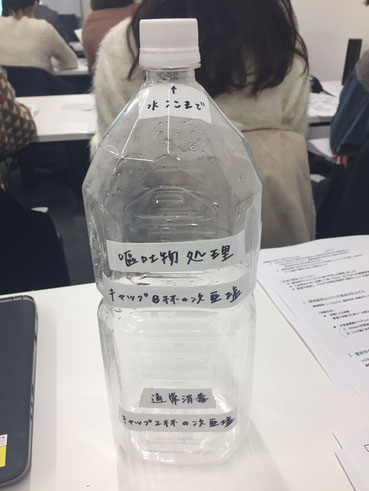 ↑
水ここまで
嘔吐物処理
キャップ8杯の次亜塩
通常消毒
キャップ2杯の次亜塩